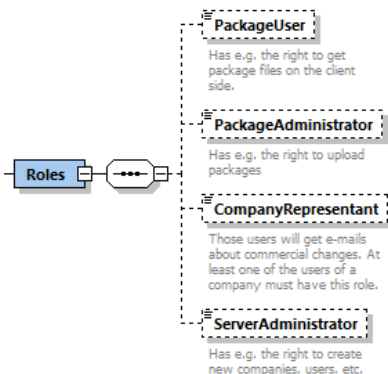 PackageUser
Has e.g. the right to get
package files on the client
side.
PackageAdministrator
Has e.g. the right to upload
packages
Roles
CompanyRepresentant
Those users will get e-mails
about commercial changes. At
least one of the users of a
company must have this role.
ServerAdministrator
Has e.g. the right to create
new companies, users, etc.